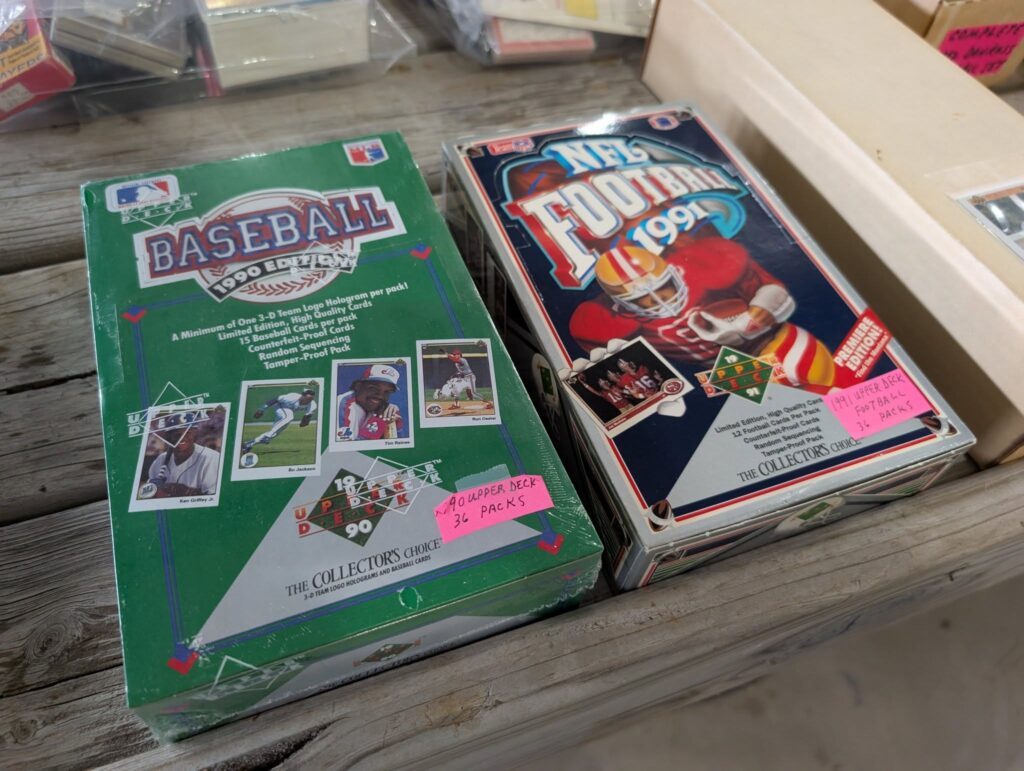 BASEBALL
1990 EDITION
A Minimum of One 3-D Team Logo Hologram per pack!
Limited Edition, High Quality Cards
15 Baseball Cards per pack
Counterfeit-Proof Cards
Random Sequencing
Tamper-Proof Pack
Ken Griffey Jr.
Bo Jackson
Tim Raines
19
UPPER
DECK
90
90 UPPER DECK
36 PACKS
THE COLLECTOR'S CHOICE
3-D TEAM LOGO HOLOGRAMS AND BASEBALL CARDS
NFL
FOOTBALL
1991
PREMIERE
EDITION!
19
UPPER
DECK
91
Limited Edition, High Quality Cards
12 Football Cards Per Pack
Counterfeit-Proof Cards
Random Sequencing
Tamper-Proof Pack
THE COLLECTOR'S CHOICE
1991 UPPER DECK
FOOTBALL
36 PACKS
COMPLETE
SET